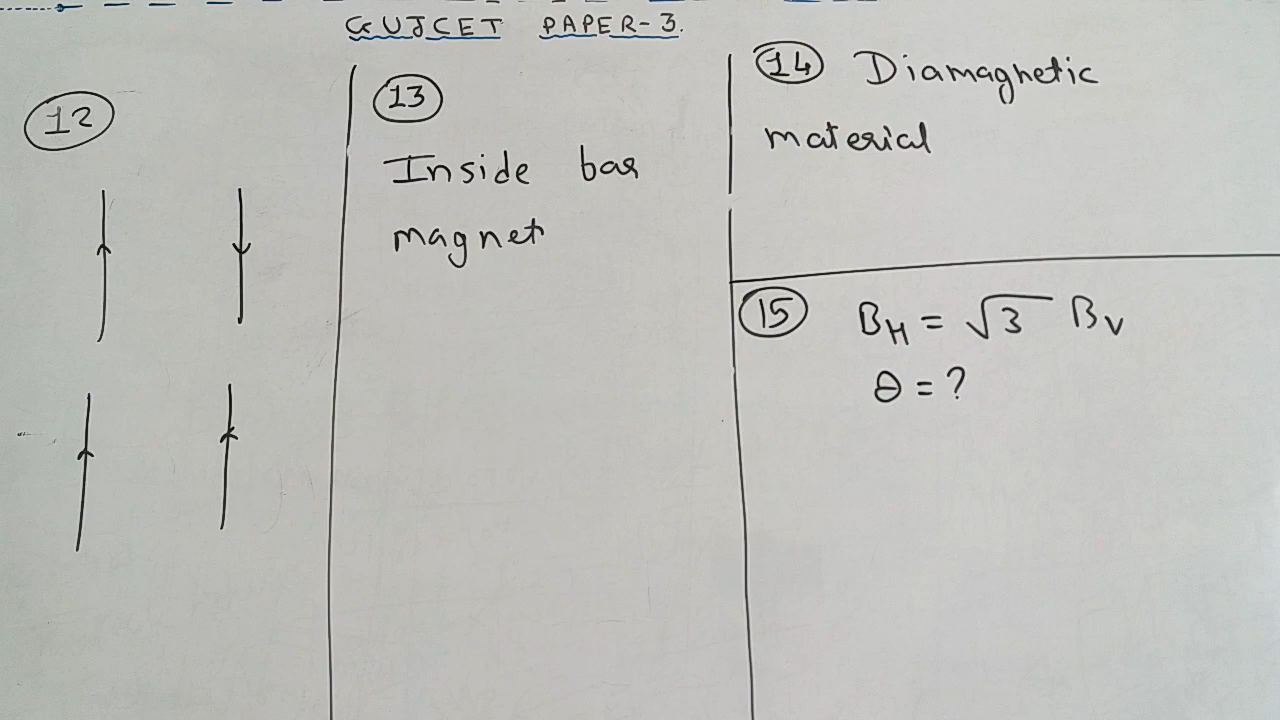 GUJCET PAPER-3.
12
13
Inside bar
magnet
14 Diamagnetic
material
15 B_H = √3 B_V
θ = ?